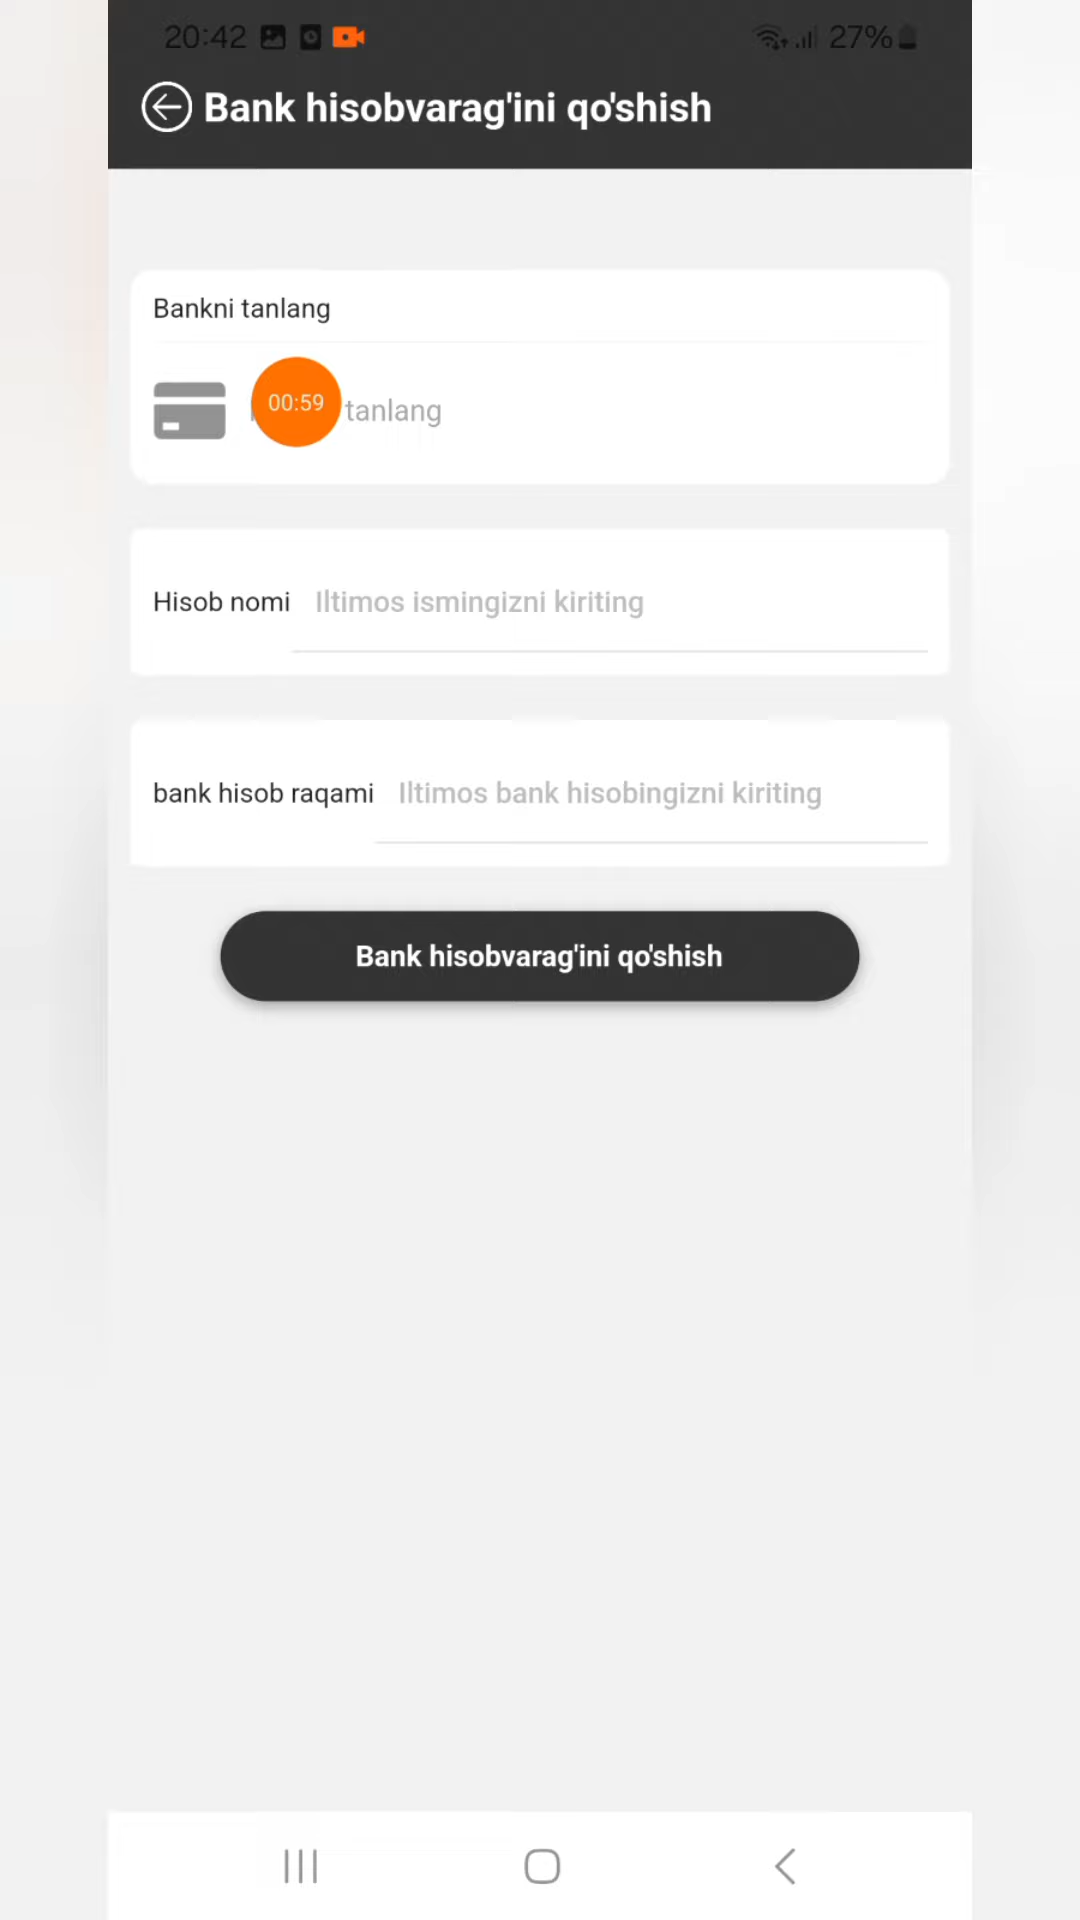 20:42 27%
Bank hisobvarag'ini qo'shish
Bankni tanlang
00:59 tanlang
Hisob nomi Iltimos ismingizni kiriting
bank hisob raqami Iltimos bank hisobingizni kiriting
Bank hisobvarag'ini qo'shish